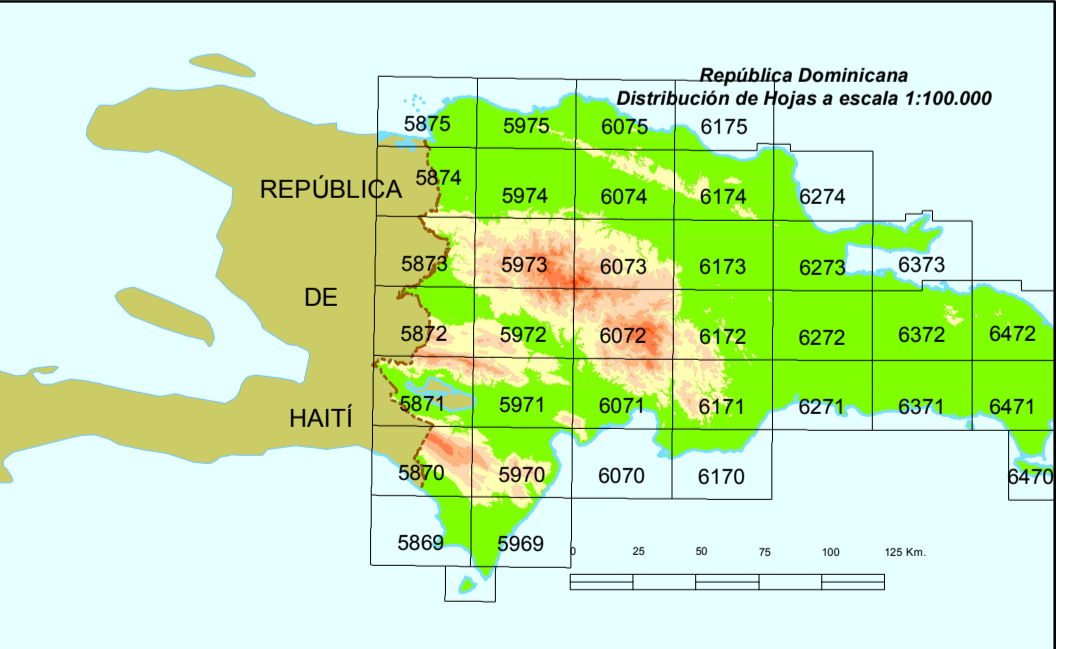 República Dominicana
Distribución de Hojas a escala 1:100.000
5875 5975 6075 6175
REPÚBLICA 5874 5974 6074 6174 6274
5873 5973 6073 6173 6273 6373
DE
5872 5972 6072 6172 6272 6372 6472
HAITÍ 5871 5971 6071 6171 6271 6371 6471
5870 5970 6070 6170 6470
5869 5969
0 25 50 75 100 125 Km.